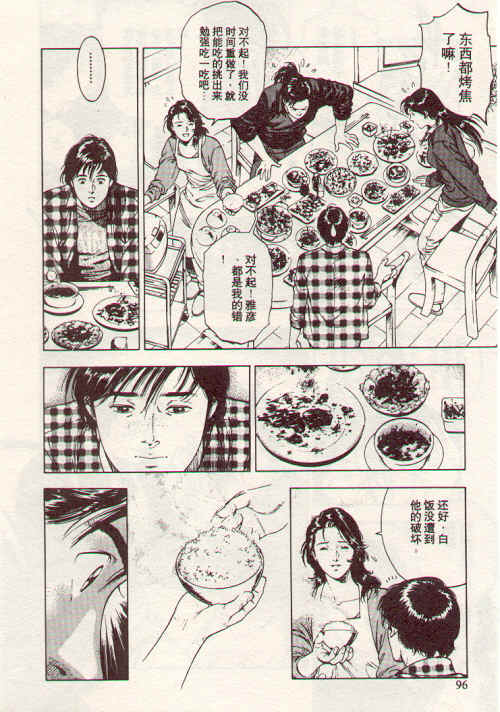 东西都烤焦
了嘛！
对不起！我们没
时间重做了，就
把能吃的挑出来
勉强吃一吃吧…
………
对不起！雅彦
，都是我的错
！
还好，白
饭没遭到
他的破坏。
96